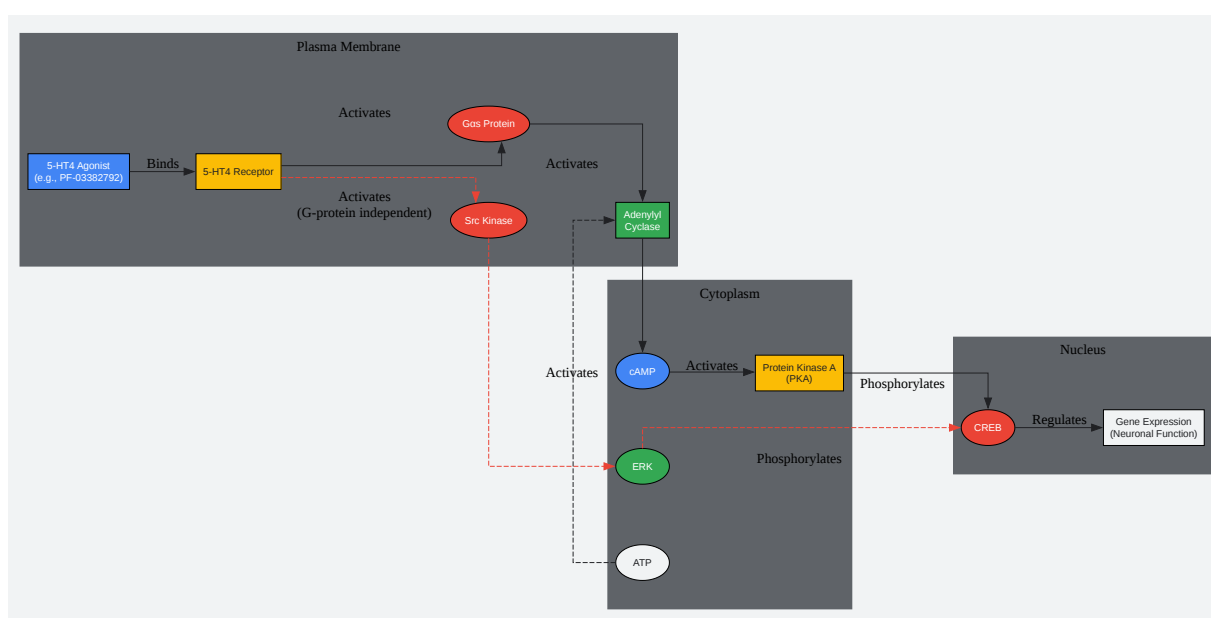 Plasma Membrane
Activates
Gαs Protein
5-HT4 Agonist
(e.g., PF-03382792)
Binds
5-HT4 Receptor
Activates
Activates
(G-protein independent)
Src Kinase
Adenylyl
Cyclase
Cytoplasm
Activates
cAMP
Activates
Protein Kinase A
(PKA)
Phosphorylates
Nucleus
CREB
Regulates
Gene Expression
(Neuronal Function)
ERK
Phosphorylates
ATP